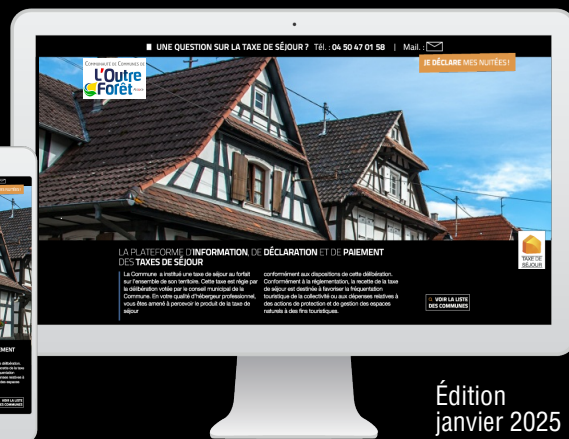 UNE QUESTION SUR LA TAXE DE SÉJOUR ? Tél. : 04 50 47 01 58 | Mail. :
JE DÉCLARE MES NUITÉES !
COMMUNAUTÉ DE COMMUNES DE
L'Outre
Forêt
LA PLATEFORME D'INFORMATION, DE DÉCLARATION ET DE PAIEMENT
DES TAXES DE SÉJOUR
La Commune a institué une taxe de séjour au forfait
sur l'ensemble de son territoire. Cette taxe est régie par
la délibération votée par le conseil municipal de la
Commune. En votre qualité d'hébergeur professionnel,
vous êtes amené à percevoir le produit de la taxe de
séjour
conformément aux dispositions de cette délibération.
Conformément à la réglementation, la recette de la taxe
de séjour est destinée à favoriser la fréquentation
touristique de la collectivité ou aux dépenses relatives à
des actions de protection et de gestion des espaces
naturels à des fins touristiques.
TAXE DE
SÉJOUR
VOIR LA LISTE
DES COMMUNES
VOIR LA LISTE
DES COMMUNES
Édition
janvier 2025